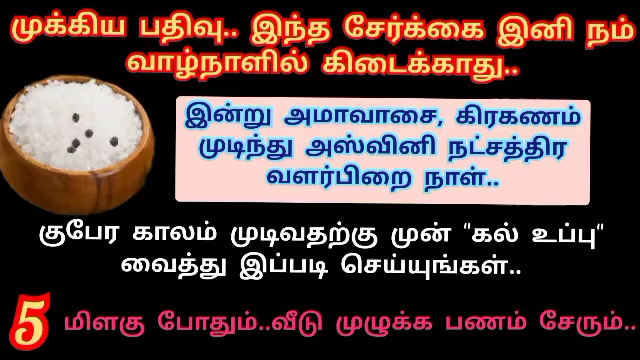 முக்கிய பதிவு.. இந்த சேர்க்கை இனி நம்
வாழ்நாளில் கிடைக்காது..
இன்று அமாவாசை, கிரகணம்
முடிந்து அஸ்வினி நட்சத்திர
வளர்பிறை நாள்..
குபேர காலம் முடிவதற்கு முன் "கல் உப்பு"
வைத்து இப்படி செய்யுங்கள்..
5 மிளகு போதும்..வீடு முழுக்க பணம் சேரும்..